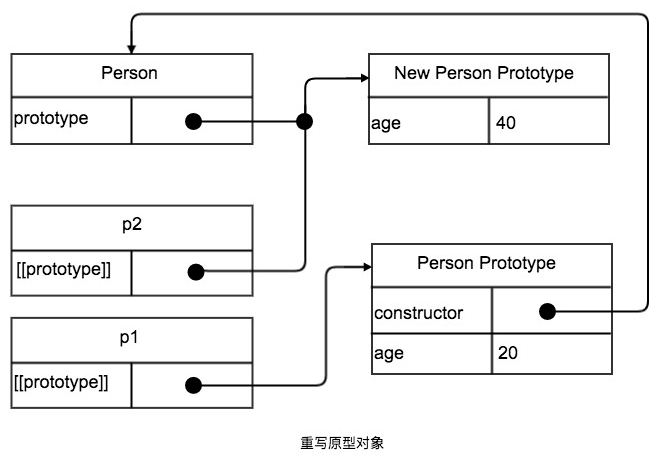 Person
prototype
New Person Prototype
age 40
p2
[[prototype]]
Person Prototype
constructor
age 20
p1
[[prototype]]
重写原型对象